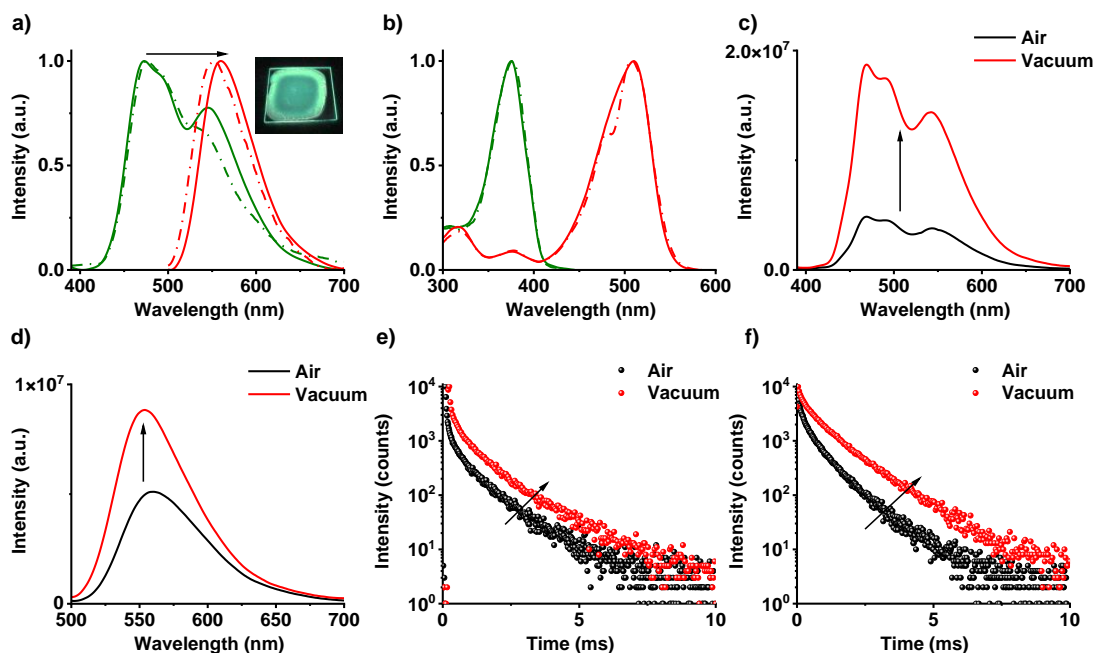 a)
1.0
0.5
0.0
Intensity (a.u.)
400 500 600 700
Wavelength (nm)
b)
1.0
0.5
0.0
Intensity (a.u.)
300 400 500 600
Wavelength (nm)
c)
Air
Vacuum
2.0×10⁷
0.0
Intensity (a.u.)
400 500 600 700
Wavelength (nm)
d)
Air
Vacuum
1×10⁷
0
Intensity (a.u.)
500 550 600 650 700
Wavelength (nm)
e)
Air
Vacuum
10⁴
10³
10²
10¹
10⁰
Intensity (counts)
0 5 10
Time (ms)
f)
Air
Vacuum
10⁴
10³
10²
10¹
10⁰
Intensity (counts)
0 5 10
Time (ms)